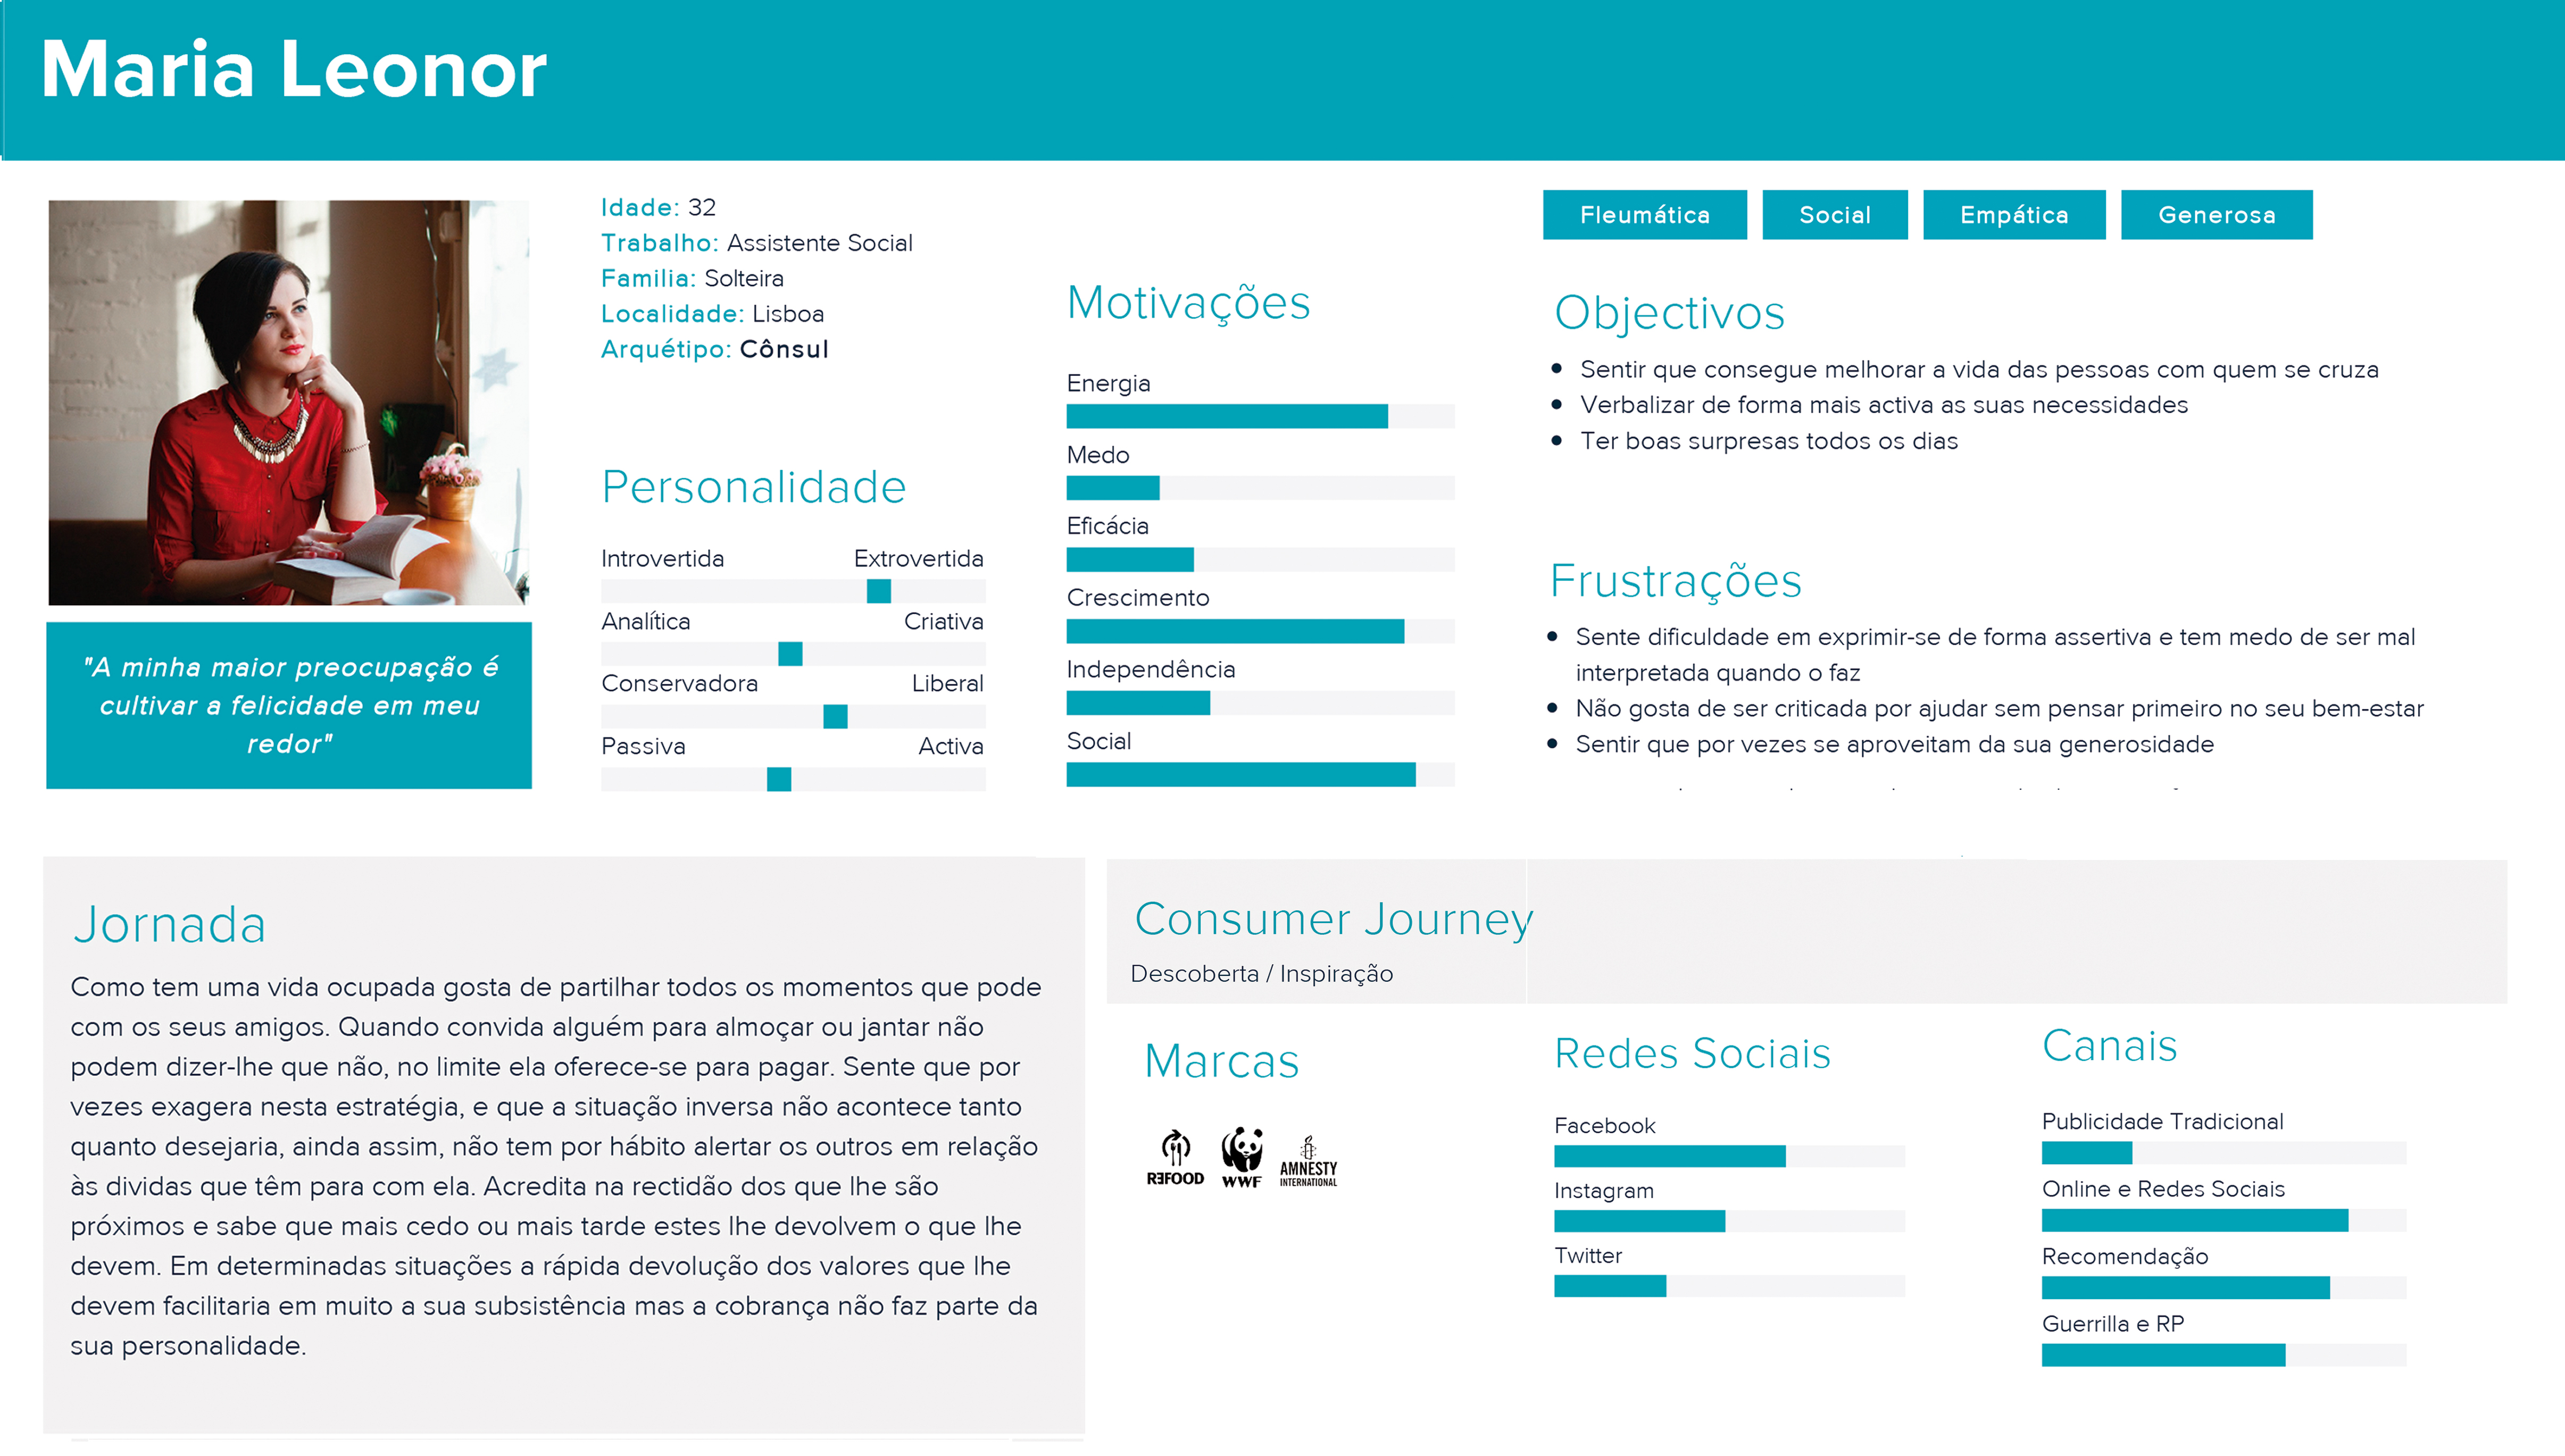 Maria Leonor
"A minha maior preocupação é
cultivar a felicidade em meu
redor"
Idade: 32
Trabalho: Assistente Social
Familia: Solteira
Localidade: Lisboa
Arquétipo: Cônsul
Personalidade
Introvertida Extrovertida
Analítica Criativa
Conservadora Liberal
Passiva Activa
Motivações
Energia
Medo
Eficácia
Crescimento
Independência
Social
Fleumática Social Empática Generosa
Objectivos
Sentir que consegue melhorar a vida das pessoas com quem se cruza
Verbalizar de forma mais activa as suas necessidades
Ter boas surpresas todos os dias
Frustrações
Sente dificuldade em exprimir-se de forma assertiva e tem medo de ser mal
interpretada quando o faz
Não gosta de ser criticada por ajudar sem pensar primeiro no seu bem-estar
Sentir que por vezes se aproveitam da sua generosidade
Jornada
Como tem uma vida ocupada gosta de partilhar todos os momentos que pode
com os seus amigos. Quando convida alguém para almoçar ou jantar não
podem dizer-lhe que não, no limite ela oferece-se para pagar. Sente que por
vezes exagera nesta estratégia, e que a situação inversa não acontece tanto
quanto desejaria, ainda assim, não tem por hábito alertar os outros em relação
às dividas que têm para com ela. Acredita na rectidão dos que lhe são
próximos e sabe que mais cedo ou mais tarde estes lhe devolvem o que lhe
devem. Em determinadas situações a rápida devolução dos valores que lhe
devem facilitaria em muito a sua subsistência mas a cobrança não faz parte da
sua personalidade.
Consumer Journey
Descoberta / Inspiração
Marcas
REFOOD
WWF
AMNESTY
INTERNATIONAL
Redes Sociais
Facebook
Instagram
Twitter
Canais
Publicidade Tradicional
Online e Redes Sociais
Recomendação
Guerrilla e RP